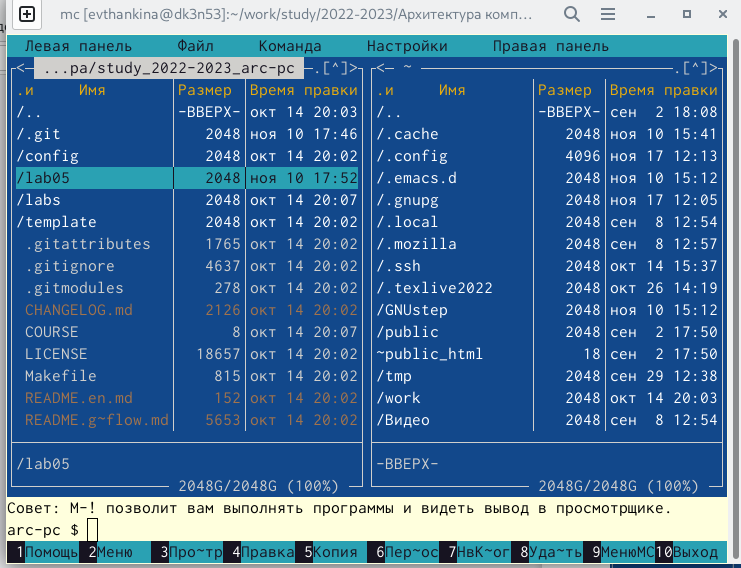 mc [evthankina@dk3n53]:~/work/study/2022-2023/Архитектура комп...
Левая панель Файл Команда Настройки Правая панель
<— ...pa/study_2022-2023_arc-pc —.[^]> <— ~ —.[^]>
.и Имя Размер Время правки .и Имя Размер Время правки
/.. -ВВЕРХ- окт 14 20:03 /.. -ВВЕРХ- сен 2 18:08
/.git 2048 ноя 10 17:46 /.cache 2048 ноя 10 15:41
/config 2048 окт 14 20:02 /.config 4096 ноя 17 12:13
/lab05 2048 ноя 10 17:52 /.emacs.d 2048 ноя 10 15:12
/labs 2048 окт 14 20:07 /.gnupg 2048 ноя 17 12:05
/template 2048 окт 14 20:02 /.local 2048 сен 8 12:54
.gitattributes 1765 окт 14 20:02 /.mozilla 2048 сен 8 12:57
.gitignore 4637 окт 14 20:02 /.ssh 2048 окт 14 15:37
.gitmodules 278 окт 14 20:02 /.texlive2022 2048 окт 26 14:19
CHANGELOG.md 2126 окт 14 20:02 /GNUstep 2048 ноя 10 15:12
COURSE 8 окт 14 20:07 /public 2048 сен 2 17:50
LICENSE 18657 окт 14 20:02 ~public_html 18 сен 2 17:50
Makefile 815 окт 14 20:02 /tmp 2048 сен 29 12:38
README.en.md 152 окт 14 20:02 /work 2048 окт 14 20:03
README.g~flow.md 5653 окт 14 20:02 /Видео 2048 сен 8 12:54
/lab05 -ВВЕРХ-
2048G/2048G (100%) 2048G/2048G (100%)
Совет: M-! позволит вам выполнять программы и видеть вывод в просмотрщике.
arc-pc $
1Помощь 2Меню 3Про~тр 4Правка 5Копия 6Пер~ос 7НвК~ог 8Уда~ть 9МенюMC 10Выход